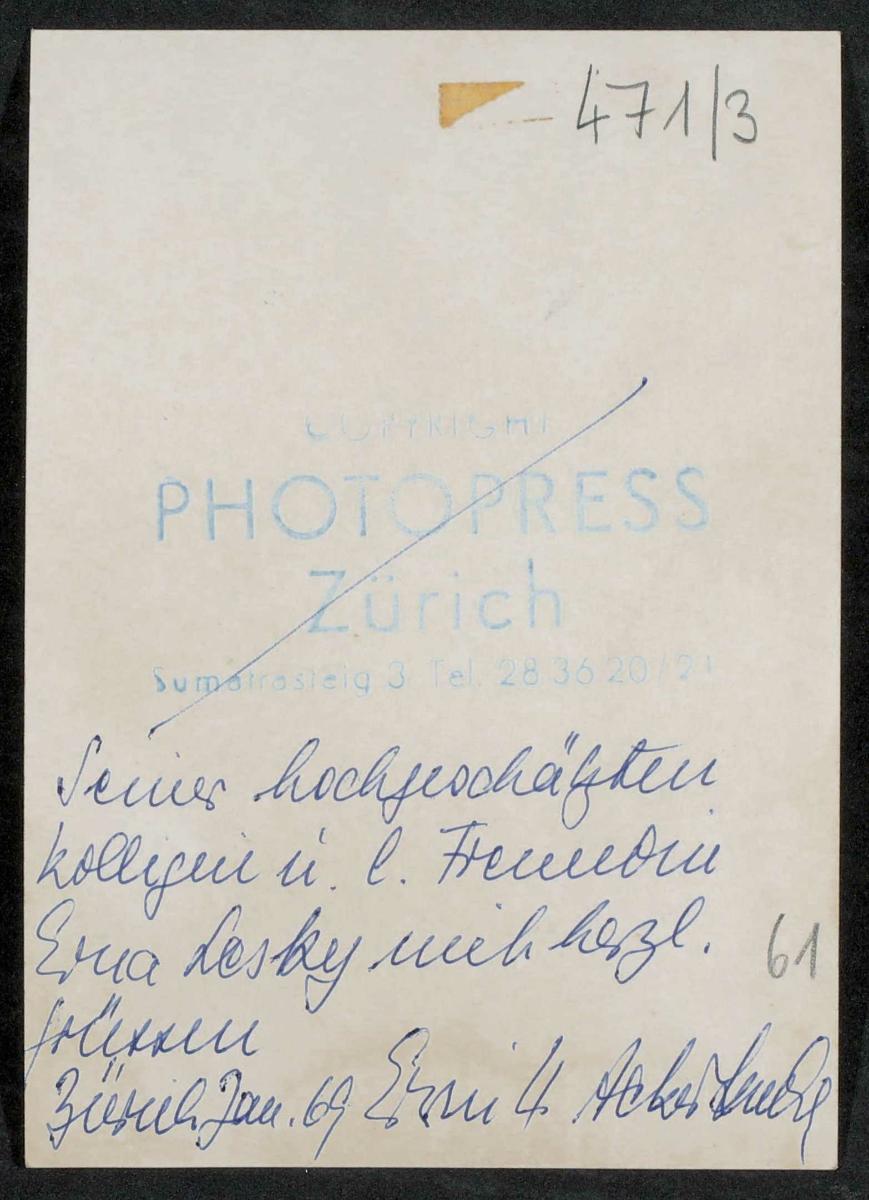 471/3
COPYRIGHT
PHOTOPRESS
Zürich
Sumatrasteig 3 Tel. 28 36 20/21
Seiner hochgeschätzten
Kollegin u. l. Freundin
Erna Lesky mit herzl.
Grüssen
61
Zürich Jan. 69 Erwin H Ackerknecht